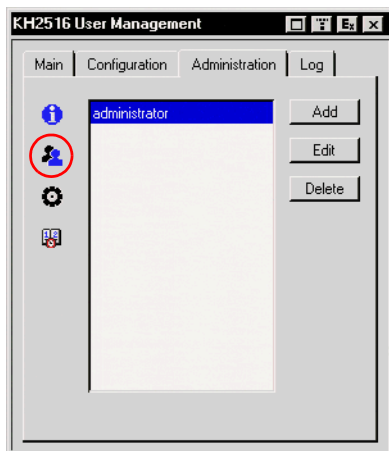 KH2516 User Management
Main Configuration Administration Log
administrator
Add
Edit
Delete